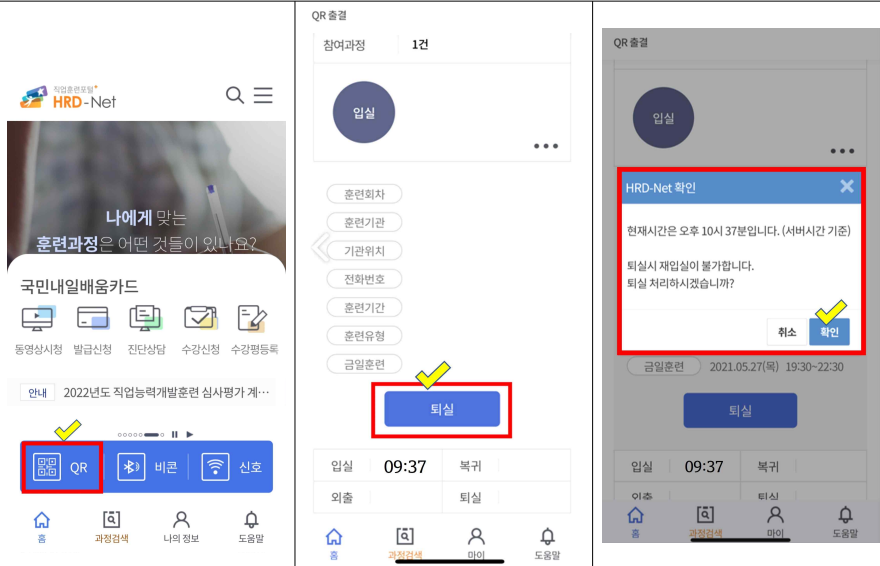 직업훈련포털
HRD-Net
나에게 맞는
훈련과정은 어떤 것들이 있나요?
국민내일배움카드
동영상시청 발급신청 진단상담 수강신청 수강평등록
안내 2022년도 직업능력개발훈련 심사평가 계…
QR 비콘 신호
홈 과정검색 나의 정보 도움말
QR 출결
참여과정 1건
입실
훈련회차
훈련기관
기관위치
전화번호
훈련기간
훈련유형
금일훈련
퇴실
입실 09:37 복귀
외출 퇴실
홈 과정검색 마이 도움말
QR 출결
입실
HRD-Net 확인
현재시간은 오후 10시 37분입니다. (서버시간 기준)
퇴실시 재입실이 불가합니다.
퇴실 처리하시겠습니까?
취소 확인
금일훈련 2021.05.27(목) 19:30~22:30
퇴실
입실 09:37 복귀
외출 퇴실
홈 과정검색 마이 도움말